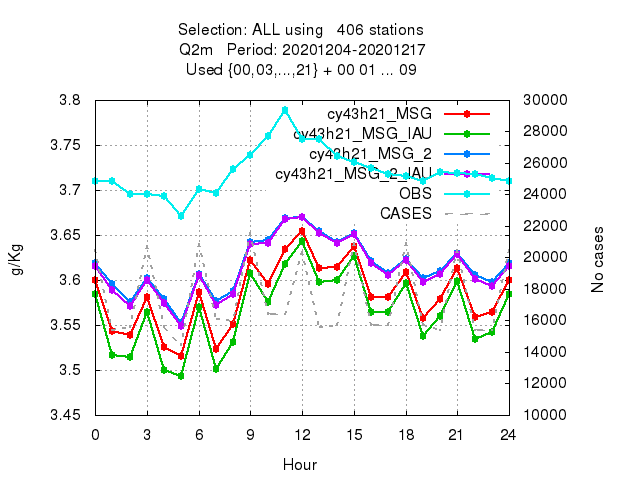 Selection: ALL using   406 stations
Q2m   Period: 20201204-20201217
Used {00,03,...,21} + 00 01 ... 09
3.8
3.75
3.7
3.65
3.6
3.55
3.5
3.45
g/Kg
cy43h21_MSG
cy43h21_MSG_IAU
cy43h21_MSG_2
cy43h21_MSG_2_IAU
OBS
CASES
30000
28000
26000
24000
22000
20000
18000
16000
14000
12000
10000
No cases
0 3 6 9 12 15 18 21 24
Hour